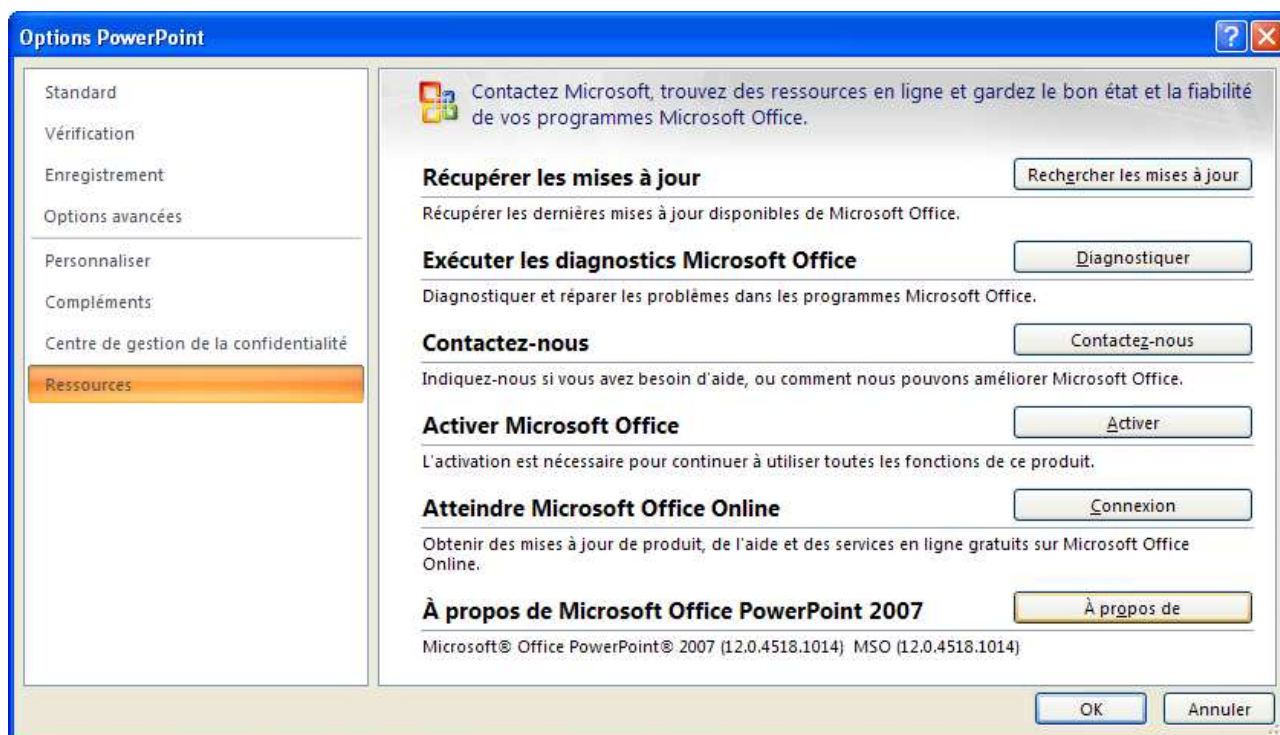 Options PowerPoint
Standard
Vérification
Enregistrement
Options avancées
Personnaliser
Compléments
Centre de gestion de la confidentialité
Ressources
Contactez Microsoft, trouvez des ressources en ligne et gardez le bon état et la fiabilité
de vos programmes Microsoft Office.
Récupérer les mises à jour
Rechercher les mises à jour
Récupérer les dernières mises à jour disponibles de Microsoft Office.
Exécuter les diagnostics Microsoft Office
Diagnostiquer
Diagnostiquer et réparer les problèmes dans les programmes Microsoft Office.
Contactez-nous
Contactez-nous
Indiquez-nous si vous avez besoin d'aide, ou comment nous pouvons améliorer Microsoft Office.
Activer Microsoft Office
Activer
L'activation est nécessaire pour continuer à utiliser toutes les fonctions de ce produit.
Atteindre Microsoft Office Online
Connexion
Obtenir des mises à jour de produit, de l'aide et des services en ligne gratuits sur Microsoft Office
Online.
À propos de Microsoft Office PowerPoint 2007
À propos de
Microsoft® Office PowerPoint® 2007 (12.0.4518.1014) MSO (12.0.4518.1014)
OK
Annuler